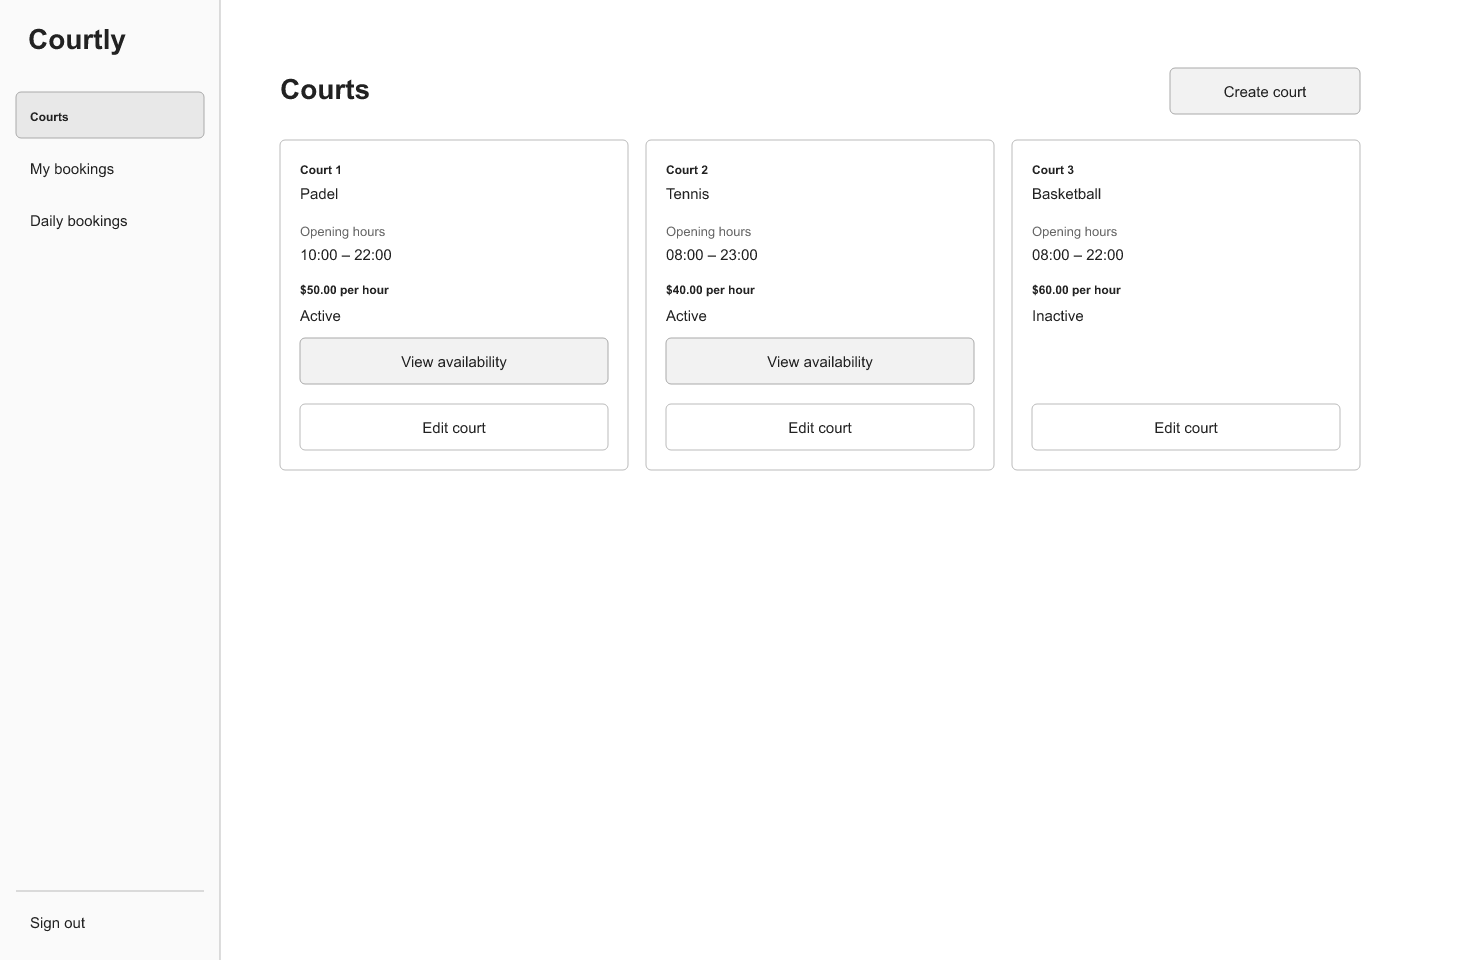 Courtly
Courts
My bookings
Daily bookings
Sign out
Courts
Create court
Court 1
Padel
Opening hours
10:00 – 22:00
$50.00 per hour
Active
View availability
Edit court
Court 2
Tennis
Opening hours
08:00 – 23:00
$40.00 per hour
Active
View availability
Edit court
Court 3
Basketball
Opening hours
08:00 – 22:00
$60.00 per hour
Inactive
Edit court